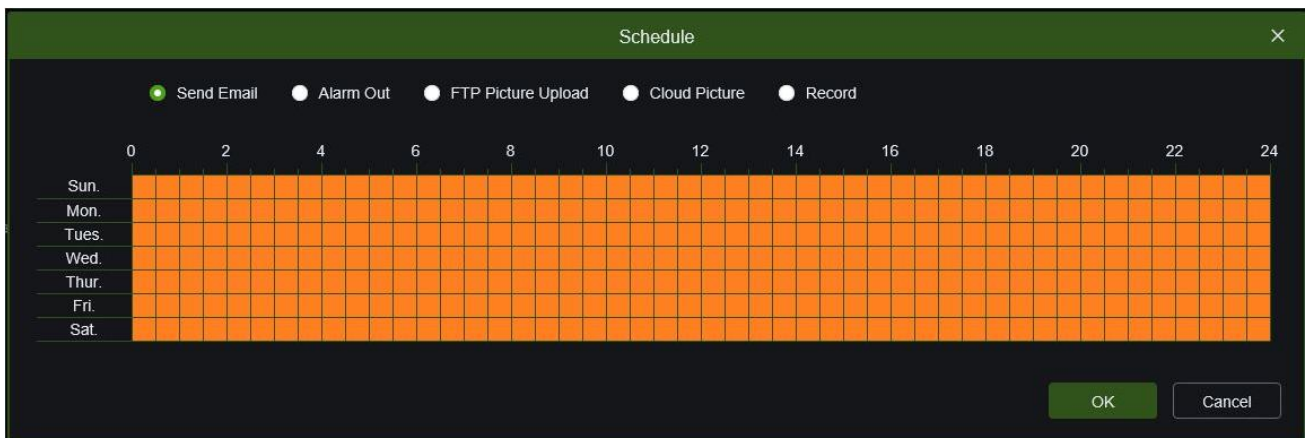 Schedule
Send Email Alarm Out FTP Picture Upload Cloud Picture Record
0 2 4 6 8 10 12 14 16 18 20 22 24
Sun.
Mon.
Tues.
Wed.
Thur.
Fri.
Sat.
OK Cancel